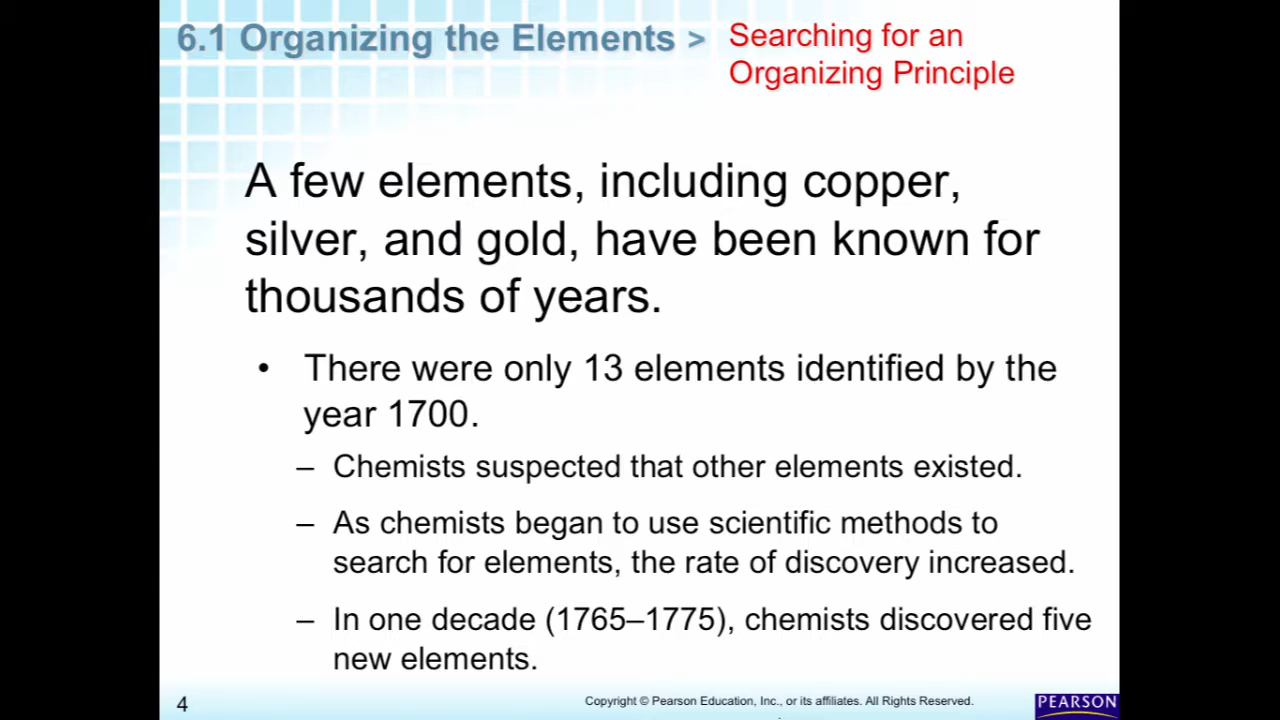 6.1 Organizing the Elements >
Searching for an
Organizing Principle
A few elements, including copper,
silver, and gold, have been known for
thousands of years.
• There were only 13 elements identified by the
year 1700.
– Chemists suspected that other elements existed.
– As chemists began to use scientific methods to
search for elements, the rate of discovery increased.
– In one decade (1765–1775), chemists discovered five
new elements.
4
Copyright © Pearson Education, Inc., or its affiliates. All Rights Reserved.
PEARSON